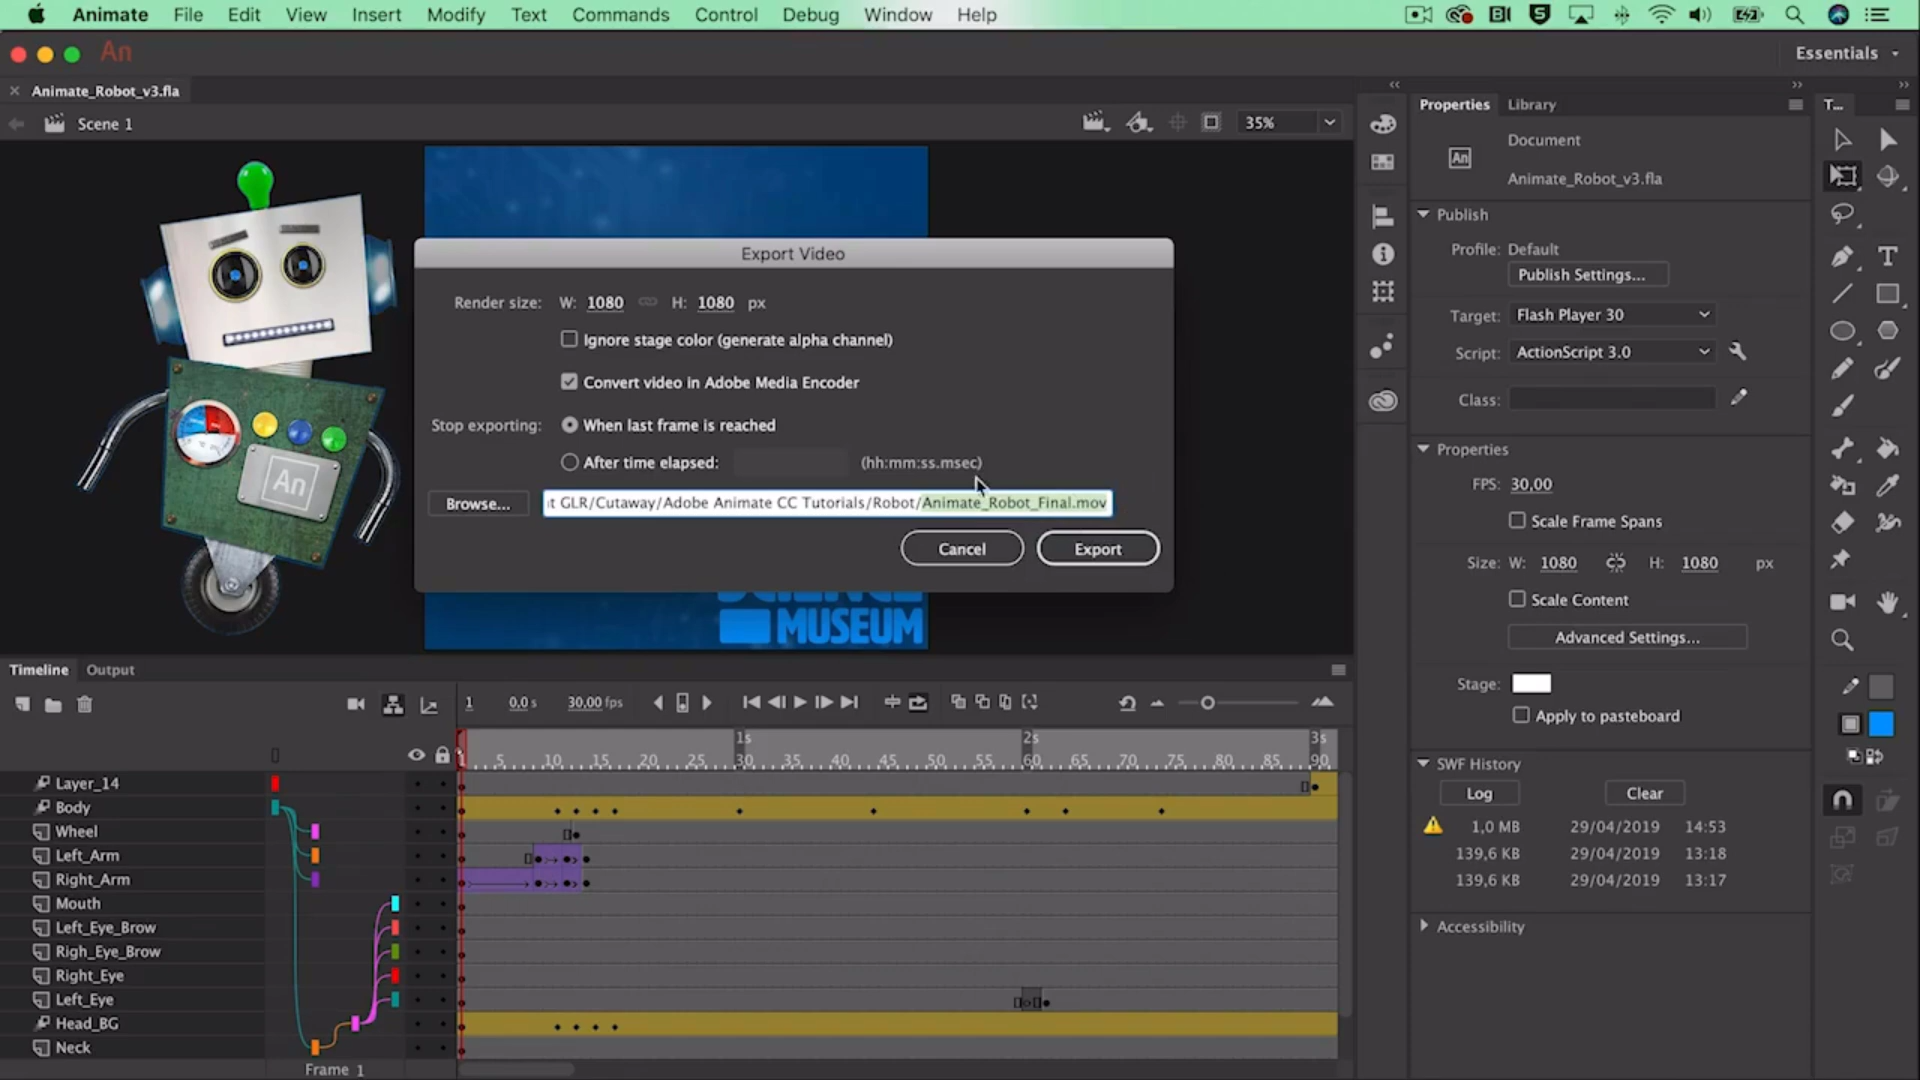 Animate File Edit View Insert Modify Text Commands Control Debug Window Help
An
Essentials
Animate_Robot_v3.fla
Scene 1
35%
Export Video
Render size: W: 1080 H: 1080 px
Ignore stage color (generate alpha channel)
Convert video in Adobe Media Encoder
Stop exporting: When last frame is reached
After time elapsed: (hh:mm:ss.msec)
Browse... t GLR/Cutaway/Adobe Animate CC Tutorials/Robot/Animate_Robot_Final.mov
Cancel Export
An
SCIENCE
MUSEUM
Properties Library T...
An
Document
Animate_Robot_v3.fla
Publish
Profile: Default
Publish Settings...
Target: Flash Player 30
Script: ActionScript 3.0
Class:
Properties
FPS: 30,00
Scale Frame Spans
Size: W: 1080 H: 1080 px
Scale Content
Advanced Settings...
Stage:
Apply to pasteboard
SWF History
Log Clear
1,0 MB 29/04/2019 14:53
139,6 KB 29/04/2019 13:18
139,6 KB 29/04/2019 13:17
Accessibility
Timeline Output
1 0,0 s 30,00 fps
1s 2s 3s
1 5 10 15 20 25 30 35 40 45 50 55 60 65 70 75 80 85 90
Layer_14
Body
Wheel
Left_Arm
Right_Arm
Mouth
Left_Eye_Brow
Righ_Eye_Brow
Right_Eye
Left_Eye
Head_BG
Neck
Frame 1